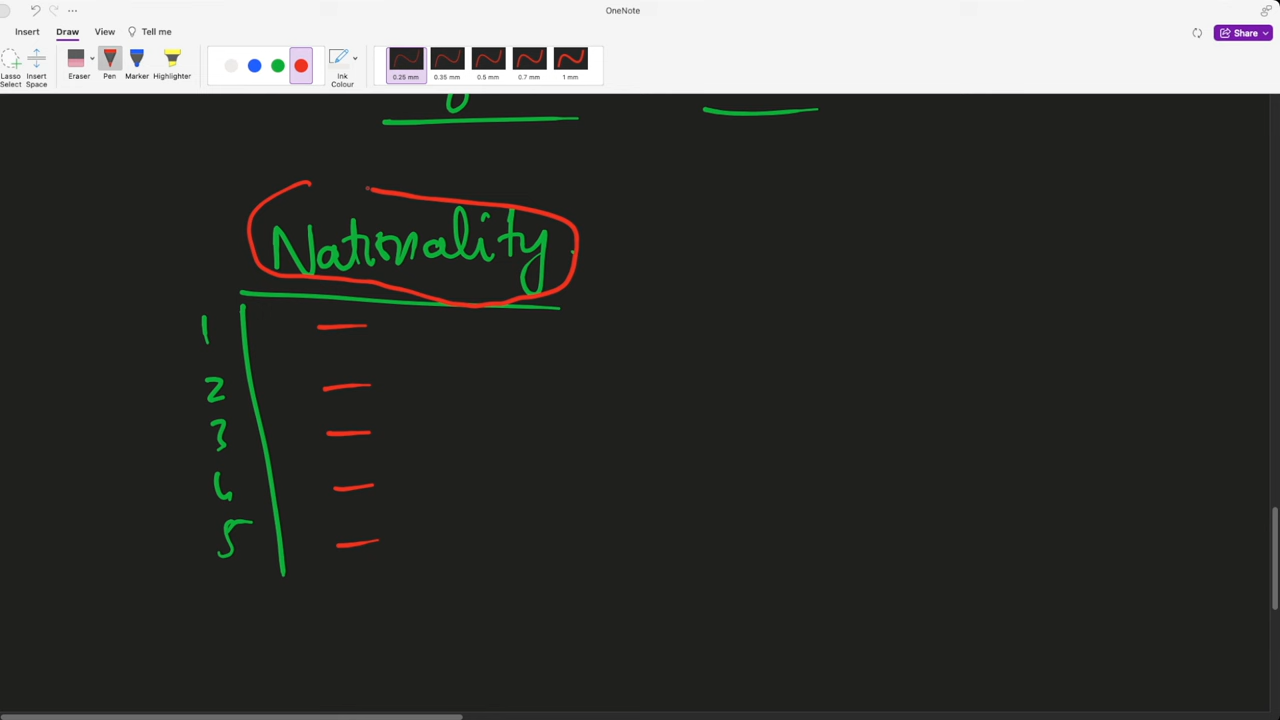 OneNote
Insert Draw View Tell me
Share
Lasso Select Insert Space Eraser Pen Marker Highlighter Ink Colour 0.25 mm 0.35 mm 0.5 mm 0.7 mm 1 mm
Nationality
1
2
3
4
5